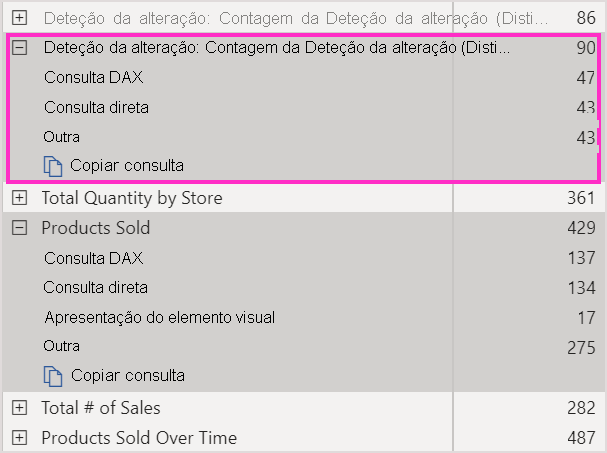 Deteção da alteração: Contagem da Deteção da alteração (Disti... 86
Deteção da alteração: Contagem da Deteção da alteração (Disti... 90
Consulta DAX 47
Consulta direta 43
Outra 43
Copiar consulta
Total Quantity by Store 361
Products Sold 429
Consulta DAX 137
Consulta direta 134
Apresentação do elemento visual 17
Outra 275
Copiar consulta
Total # of Sales 282
Products Sold Over Time 487